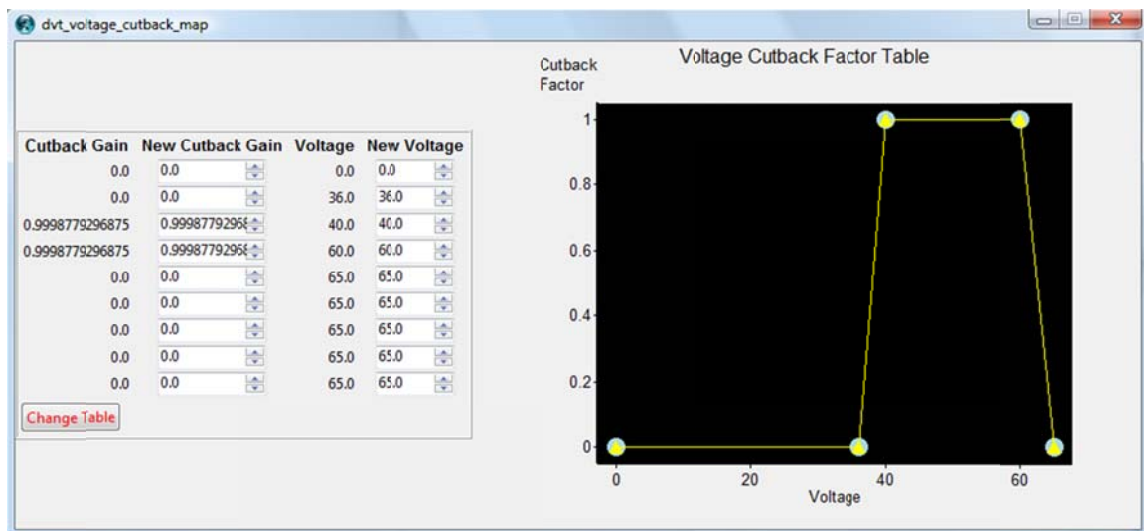 dvt_voltage_cutback_map
Cutback Gain New Cutback Gain Voltage New Voltage
0.0 0.0 0.0 0.0
0.0 0.0 36.0 36.0
0.9998779296875 0.9998779296 40.0 40.0
0.9998779296875 0.9998779296 60.0 60.0
0.0 0.0 65.0 65.0
0.0 0.0 65.0 65.0
0.0 0.0 65.0 65.0
0.0 0.0 65.0 65.0
0.0 0.0 65.0 65.0
Change Table
Voltage Cutback Factor Table
Cutback
Factor
1
0.8
0.6
0.4
0.2
0
0 20 40 60
Voltage